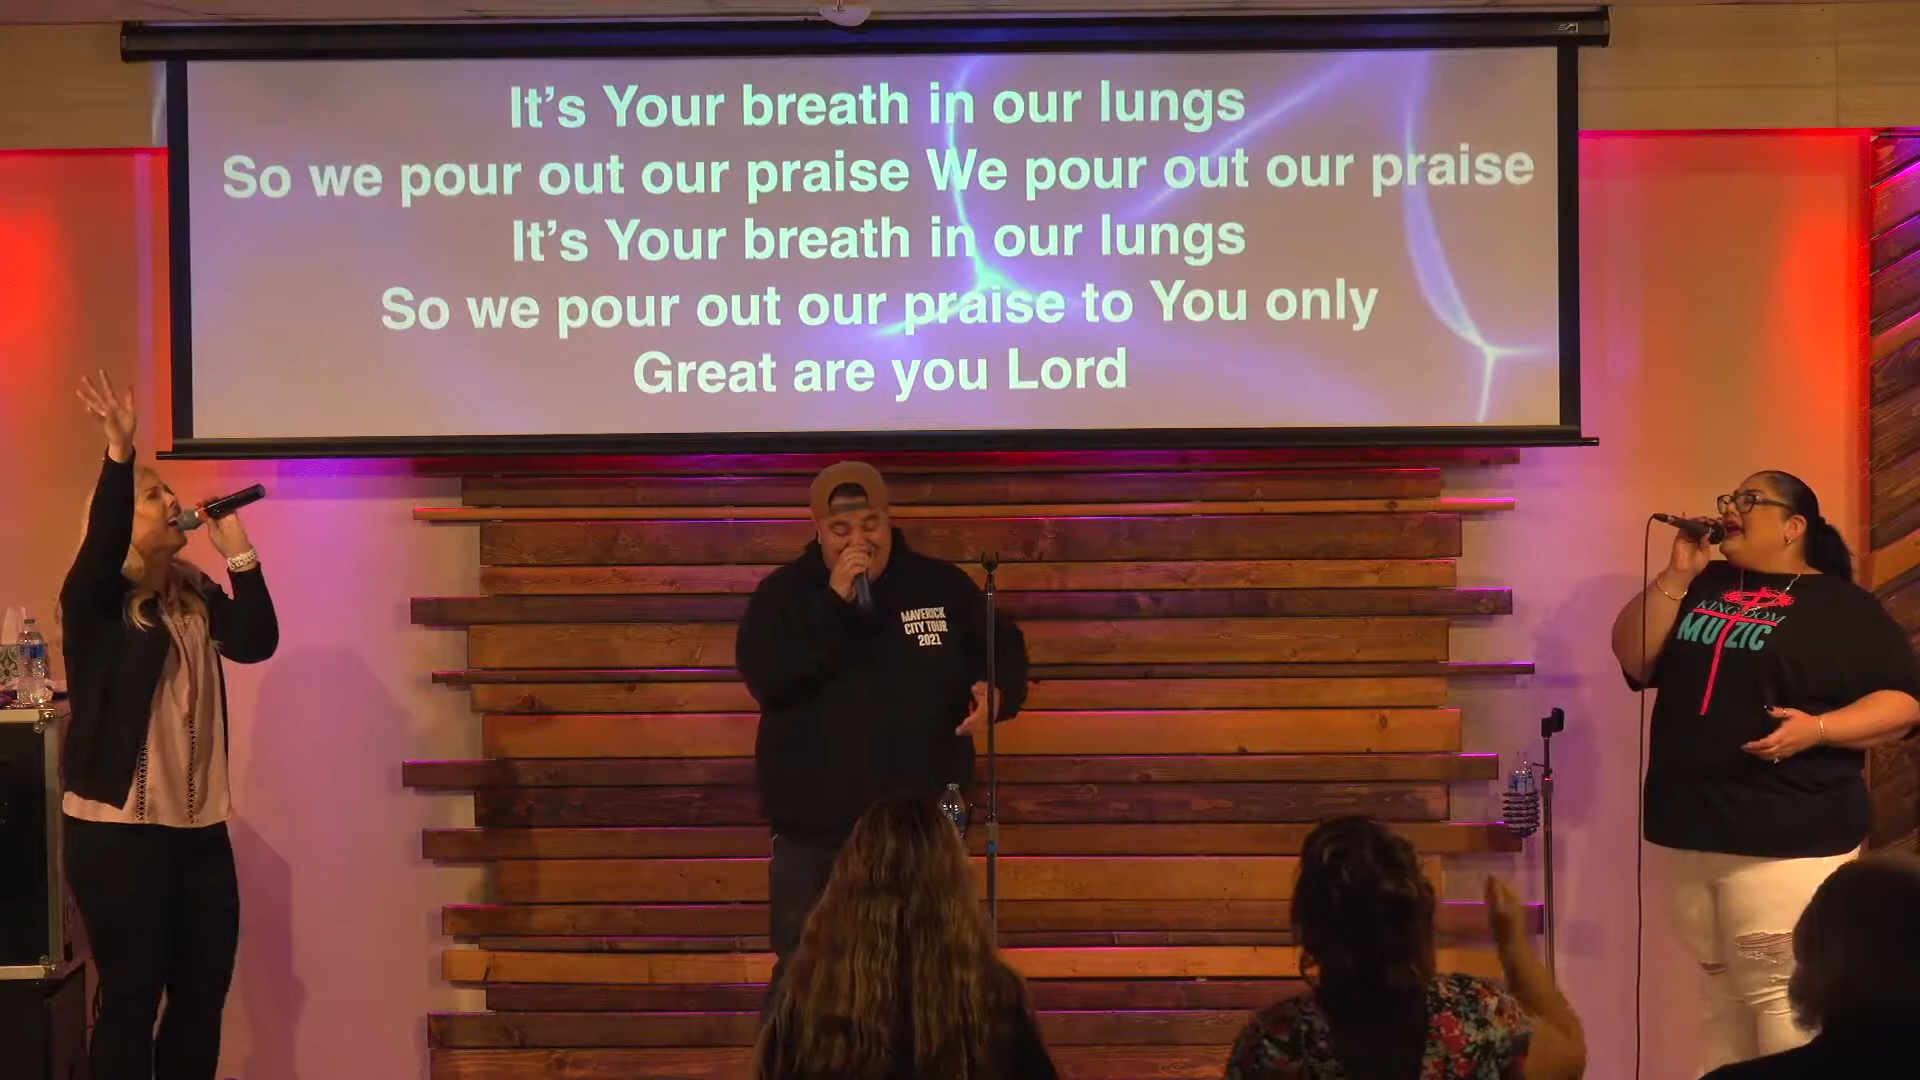 It's Your breath in our lungs
So we pour out our praise We pour out our praise
It's Your breath in our lungs
So we pour out our praise to You only
Great are you Lord
MAVERICK
CITY TOUR
2021
KINGDOM
MUZIC